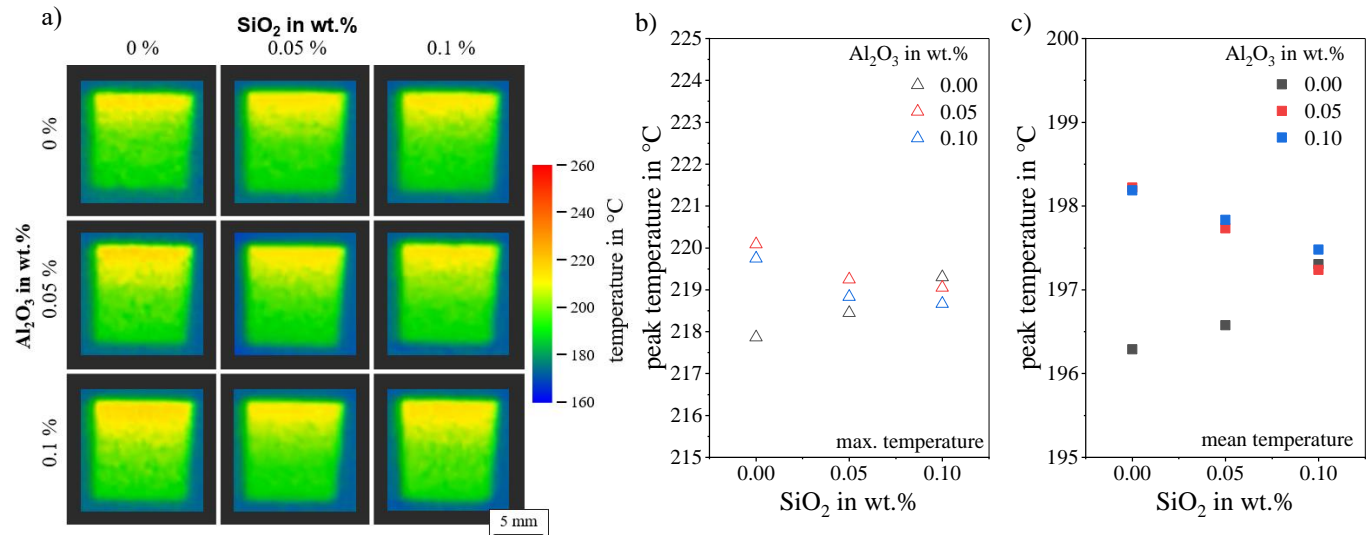 a)
SiO₂ in wt.%
0 %
0.05 %
0.1 %
Al₂O₃ in wt.%
0 %
0.05 %
0.1 %
260
240
220
200
180
160
temperature in °C
5 mm
b)
225
224
223
222
221
220
219
218
217
216
215
peak temperature in °C
Al₂O₃ in wt.%
0.00
0.05
0.10
max. temperature
0.00
0.05
0.10
SiO₂ in wt.%
c)
200
199
198
197
196
195
peak temperature in °C
Al₂O₃ in wt.%
0.00
0.05
0.10
mean temperature
0.00
0.05
0.10
SiO₂ in wt.%